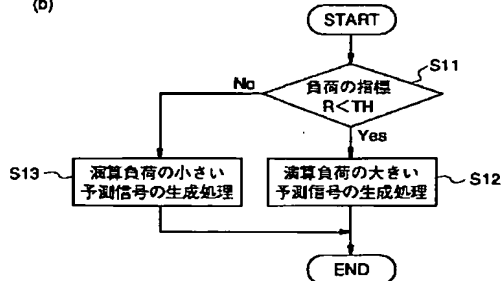 (b)
START
S11
負荷の指標
R<TH
No
Yes
S13
演算負荷の小さい
予測信号の生成処理
演算負荷の大きい
予測信号の生成処理
S12
END